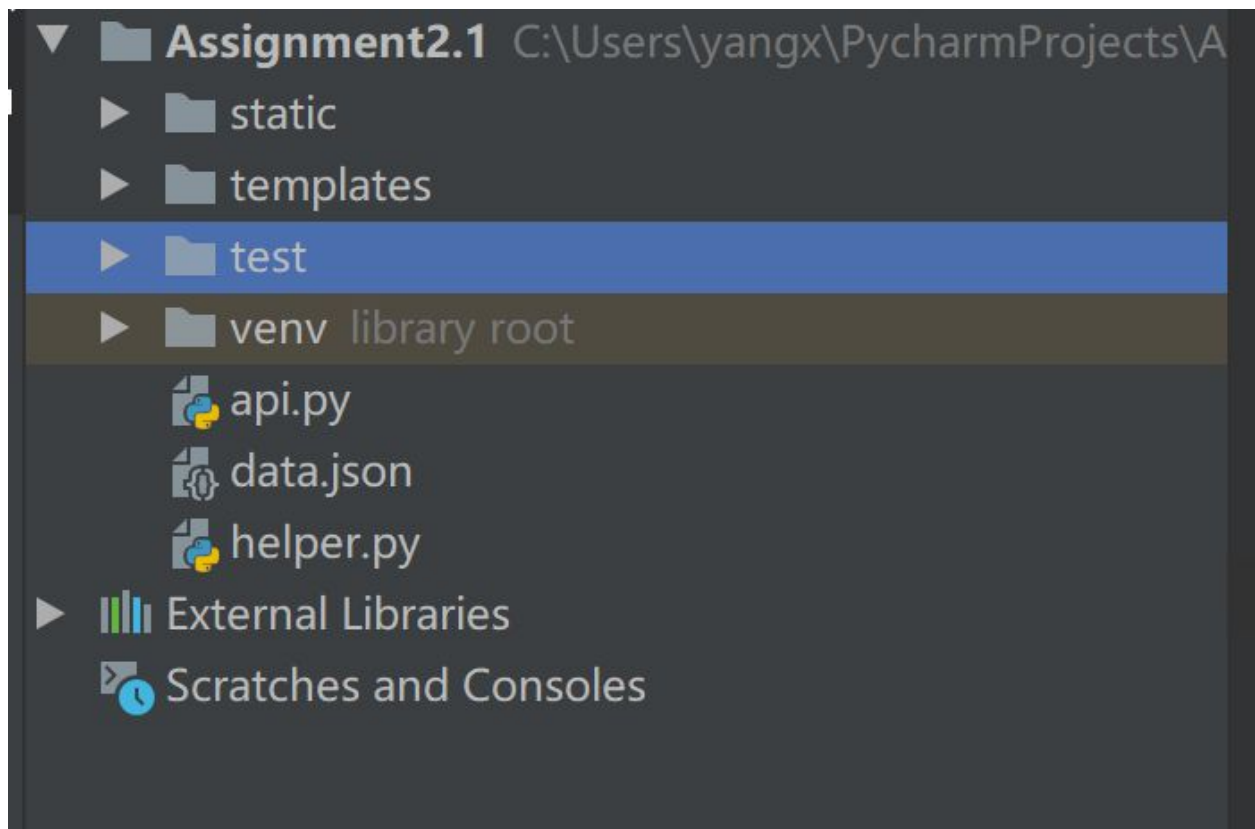 Assignment2.1 C:\Users\yangx\PycharmProjects\A
static
templates
test
venv library root
api.py
data.json
helper.py
External Libraries
Scratches and Consoles